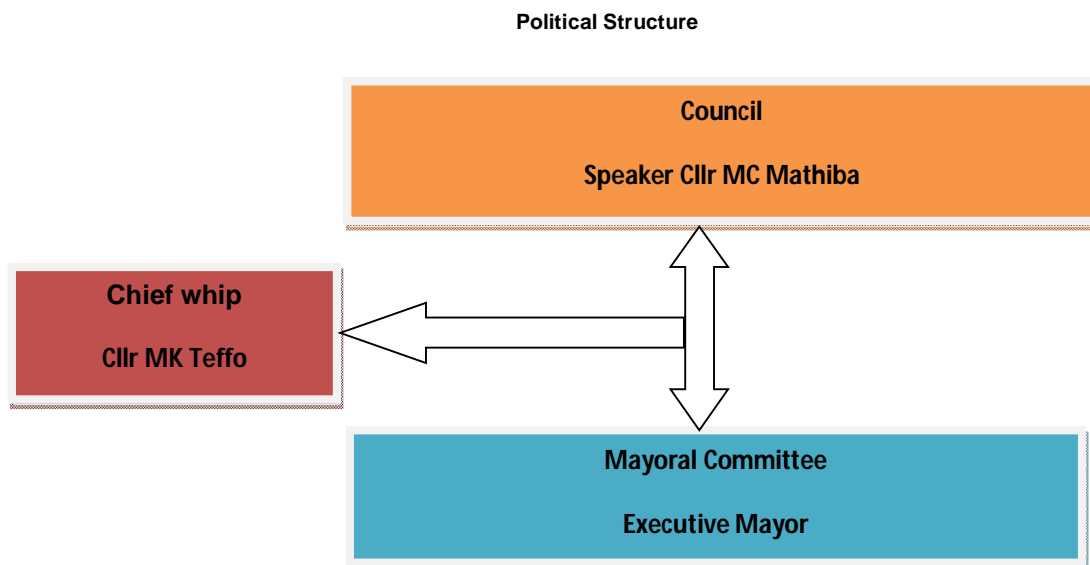 Political Structure
Council
Speaker Cllr MC Mathiba
Chief whip
Cllr MK Teffo
Mayoral Committee
Executive Mayor